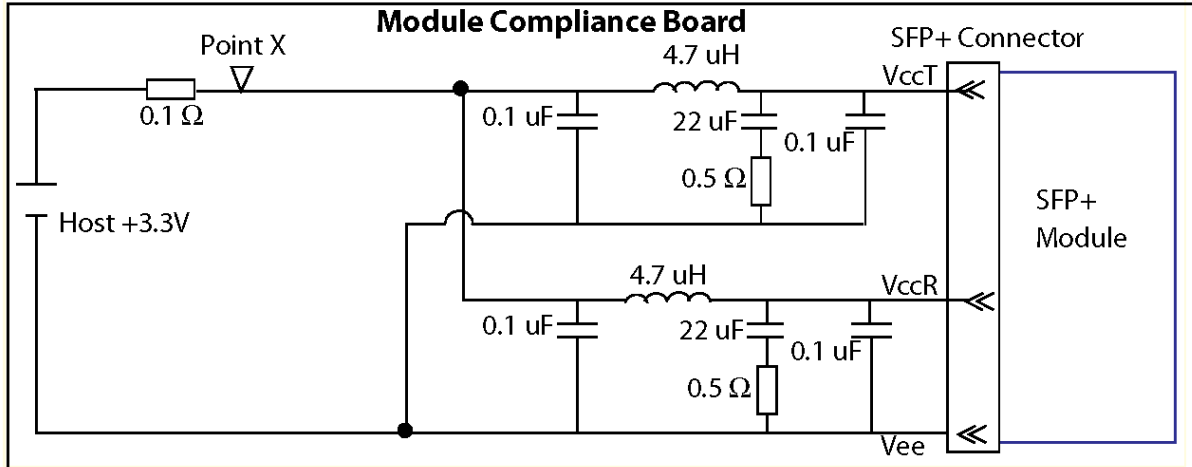 Module Compliance Board
Point X
SFP+ Connector
4.7 uH
VccT
0.1 Ω
0.1 uF
22 uF
0.1 uF
0.5 Ω
Host +3.3V
SFP+
Module
4.7 uH
VccR
0.1 uF
22 uF
0.1 uF
0.5 Ω
Vee